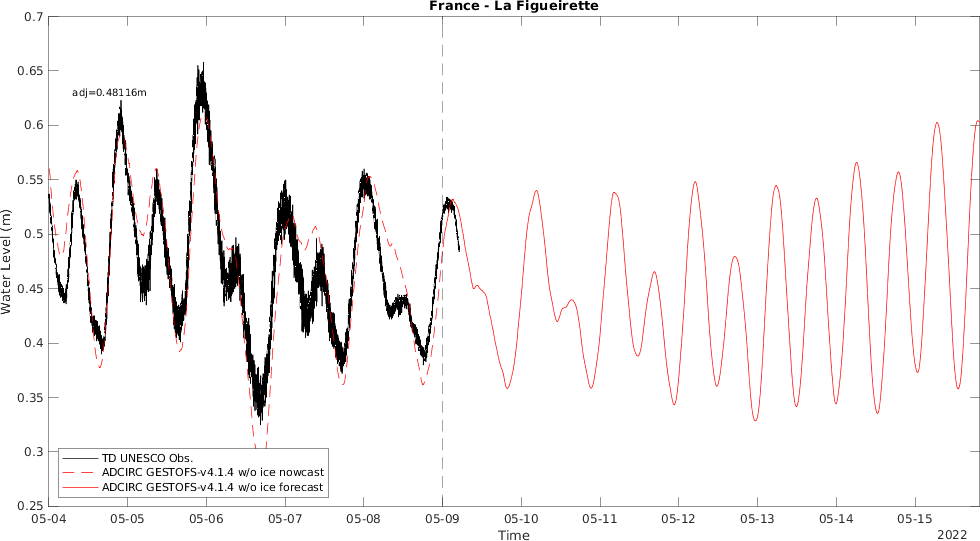 France - La Figueirette
0.7
0.65
0.6
0.55
0.5
0.45
0.4
0.35
0.3
0.25
Water Level (m)
adj=0.48116m
TD UNESCO Obs.
ADCIRC GESTOFS-v4.1.4 w/o ice nowcast
ADCIRC GESTOFS-v4.1.4 w/o ice forecast
05-04 05-05 05-06 05-07 05-08 05-09 05-10 05-11 05-12 05-13 05-14 05-15
Time
2022